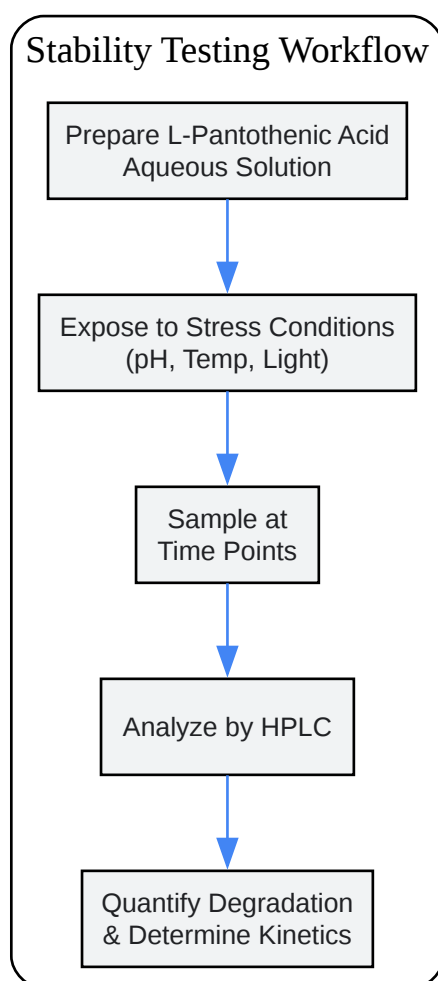 Stability Testing Workflow
Prepare L-Pantothenic Acid
Aqueous Solution
Expose to Stress Conditions
(pH, Temp, Light)
Sample at
Time Points
Analyze by HPLC
Quantify Degradation
& Determine Kinetics